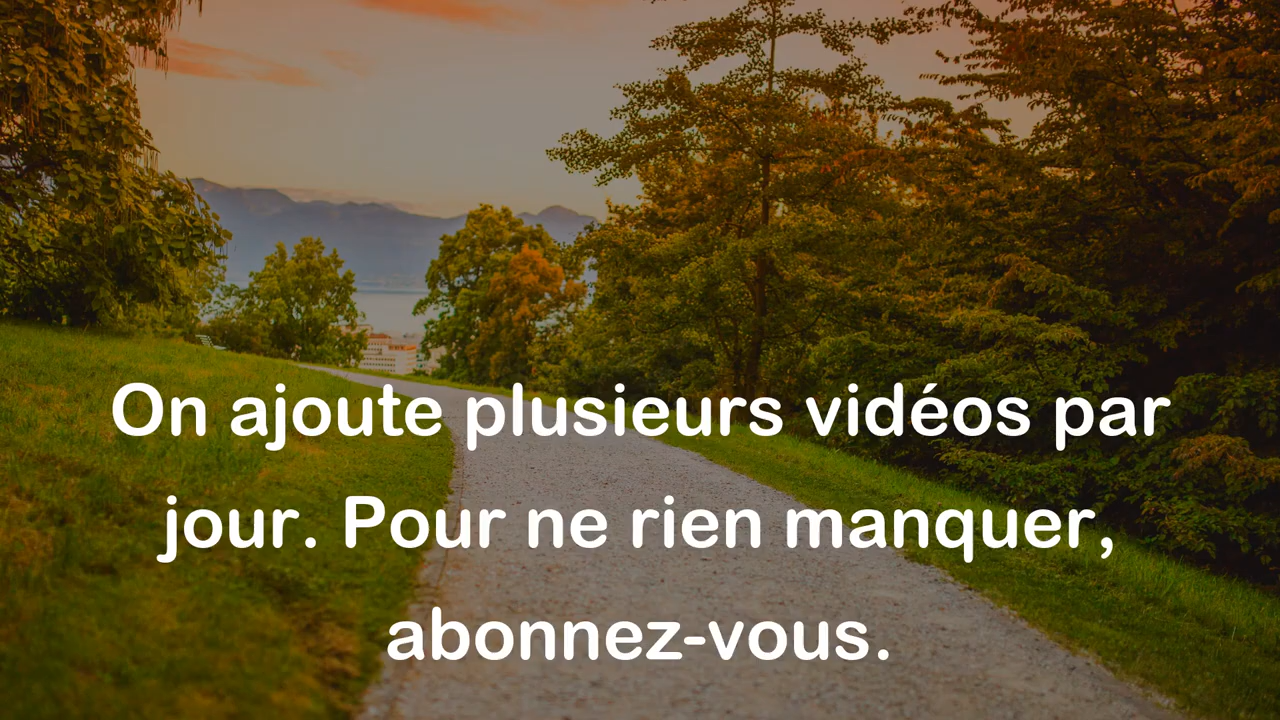 On ajoute plusieurs vidéos par
jour. Pour ne rien manquer,
abonnez-vous.